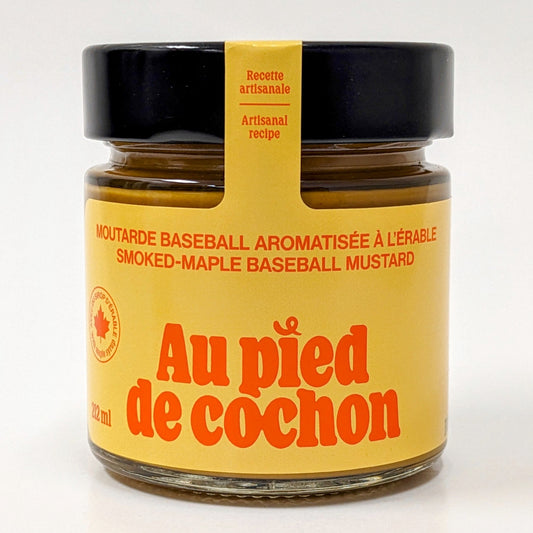 Recette
artisanale
Artisanal
recipe
MOUTARDE BASEBALL AROMATISÉE À L'ÉRABLE
SMOKED-MAPLE BASEBALL MUSTARD
Au pied
de cochon
212 ml